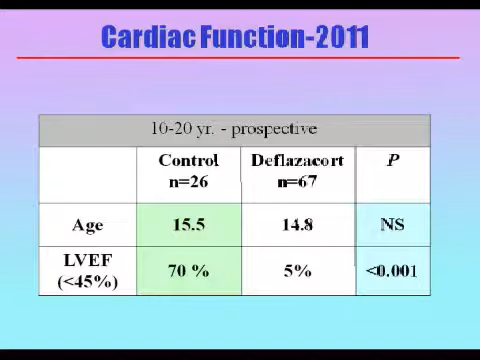 Cardiac Function-2011
10-20 yr. - prospective
Control n=26 Deflazacort n=67 P
Age 15.5 14.8 NS
LVEF (<45%) 70 % 5% <0.001